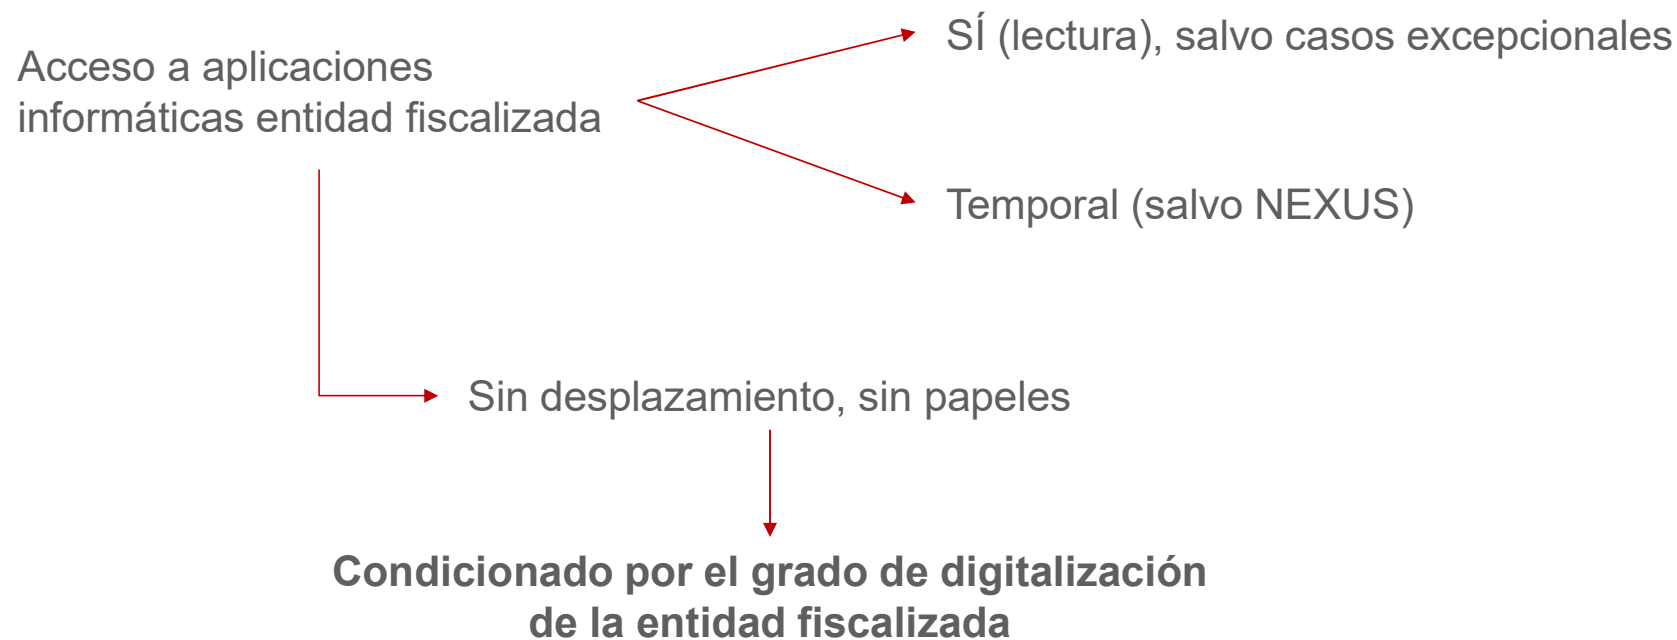 SÍ (lectura), salvo casos excepcionales
Acceso a aplicaciones
informáticas entidad fiscalizada
Temporal (salvo NEXUS)
Sin desplazamiento, sin papeles
Condicionado por el grado de digitalización
de la entidad fiscalizada